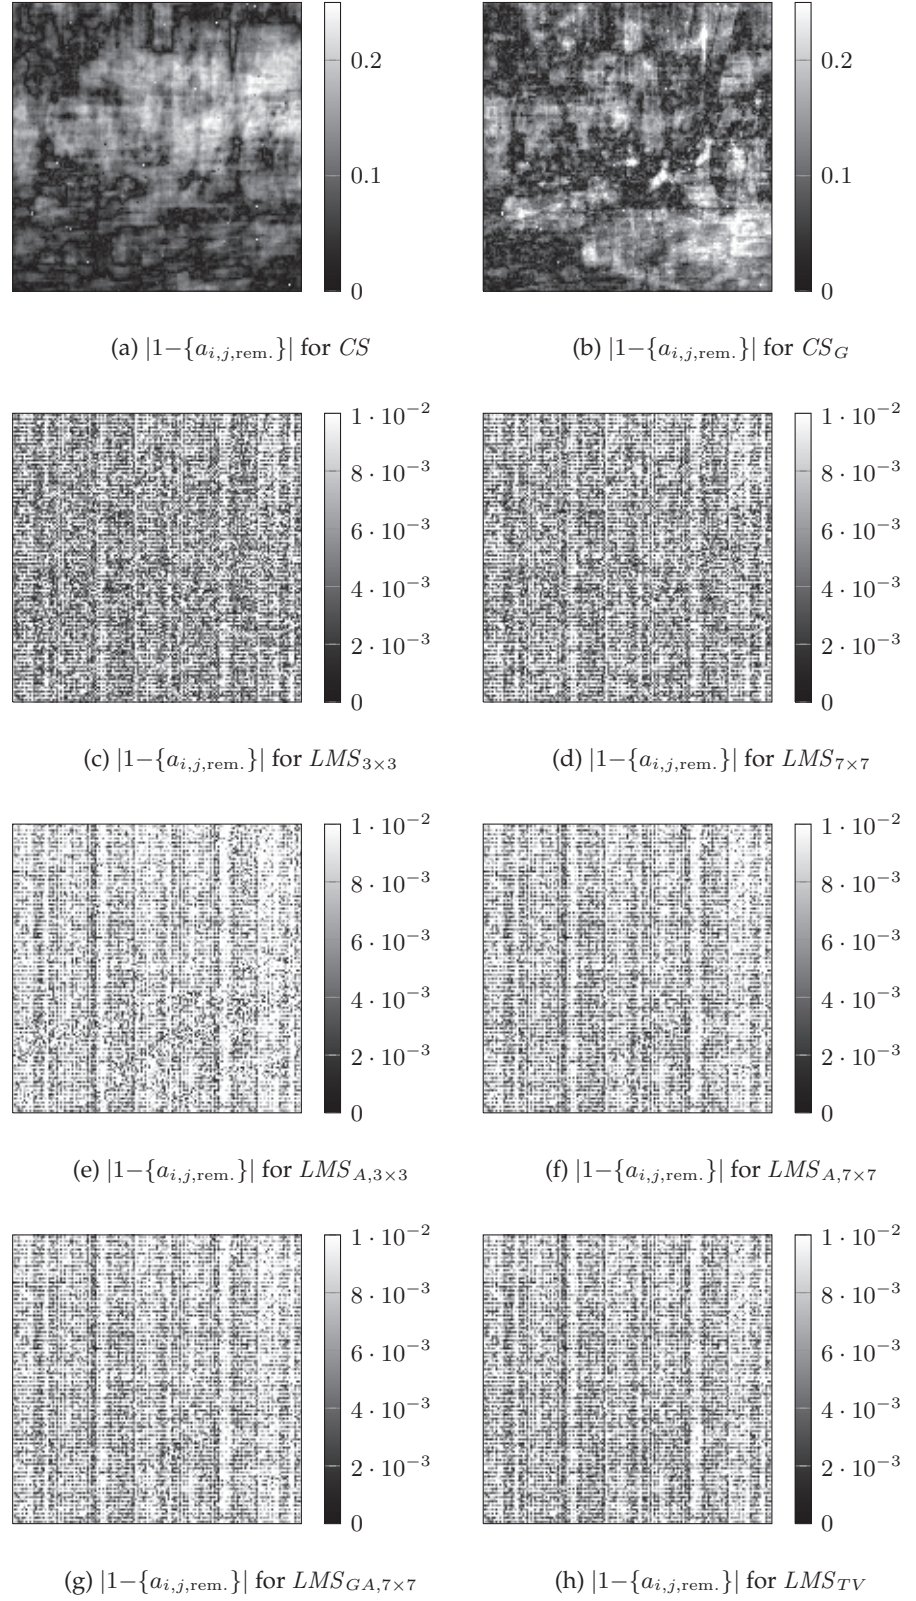 0.2
0.1
0
(a) |1−{a_{i,j,rem.}}| for CS
0.2
0.1
0
(b) |1−{a_{i,j,rem.}}| for CS_G
1 · 10^{−2}
8 · 10^{−3}
6 · 10^{−3}
4 · 10^{−3}
2 · 10^{−3}
0
(c) |1−{a_{i,j,rem.}}| for LMS_{3×3}
1 · 10^{−2}
8 · 10^{−3}
6 · 10^{−3}
4 · 10^{−3}
2 · 10^{−3}
0
(d) |1−{a_{i,j,rem.}}| for LMS_{7×7}
1 · 10^{−2}
8 · 10^{−3}
6 · 10^{−3}
4 · 10^{−3}
2 · 10^{−3}
0
(e) |1−{a_{i,j,rem.}}| for LMS_{A,3×3}
1 · 10^{−2}
8 · 10^{−3}
6 · 10^{−3}
4 · 10^{−3}
2 · 10^{−3}
0
(f) |1−{a_{i,j,rem.}}| for LMS_{A,7×7}
1 · 10^{−2}
8 · 10^{−3}
6 · 10^{−3}
4 · 10^{−3}
2 · 10^{−3}
0
(g) |1−{a_{i,j,rem.}}| for LMS_{GA,7×7}
1 · 10^{−2}
8 · 10^{−3}
6 · 10^{−3}
4 · 10^{−3}
2 · 10^{−3}
0
(h) |1−{a_{i,j,rem.}}| for LMS_{TV}